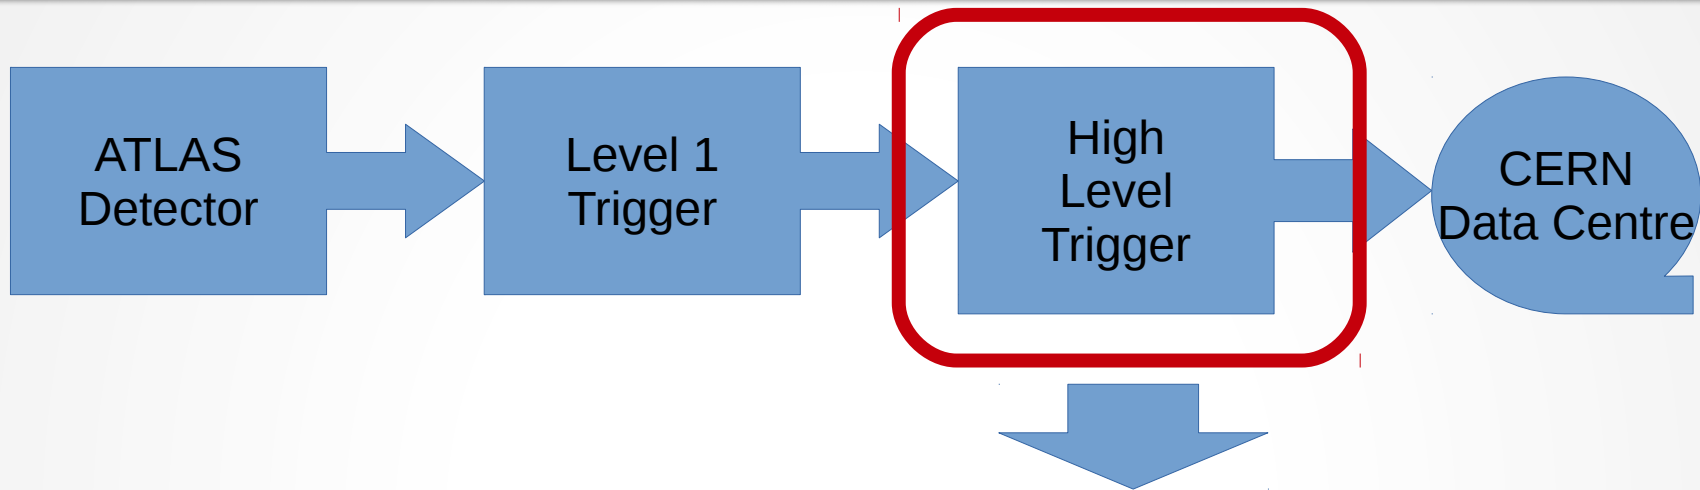 ATLAS
Detector
Level 1
Trigger
High
Level
Trigger
CERN
Data Centre